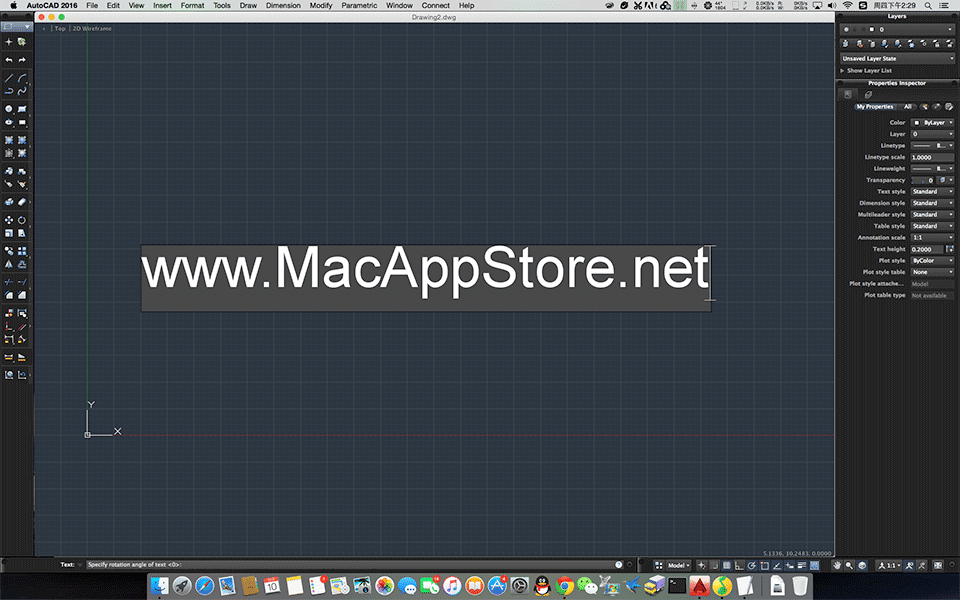 AutoCAD 2016 File Edit View Insert Format Tools Draw Dimension Modify Parametric Window Connect Help 周四下午2:29
Drawing2.dwg
Top | 2D Wireframe
Layers
0
Unsaved Layer State
Show Layer List
Properties Inspector
My Properties All
Color ByLayer
Layer 0
Linetype B...
Linetype scale 1.0000
Lineweight B...
Transparency 0
Text style Standard
Dimension style Standard
Multileader style Standard
Table style Standard
Annotation scale 1:1
Text height 0.2000
Plot style ByColor
Plot style table None
Plot style attache... Model
Plot table type Not available
www.MacAppStore.net
Y
X
5.1336, 10.2483, 0.0000
Text: Specify rotation angle of text <0>:
Model 1:1